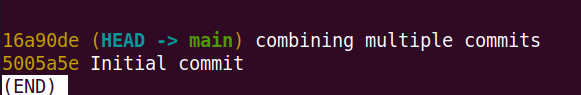 16a90de (HEAD -> main) combining multiple commits
5005a5e Initial commit
(END)